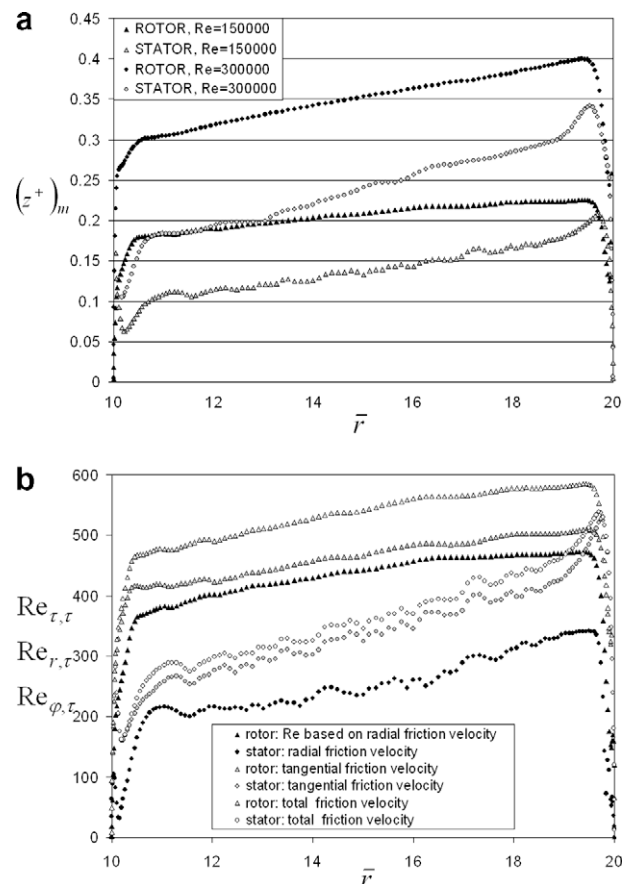 a
▲ ROTOR, Re=150000
△ STATOR, Re=150000
◆ ROTOR, Re=300000
◇ STATOR, Re=300000
0.45
0.4
0.35
0.3
0.25
0.2
0.15
0.1
0.05
0
(z⁺)ₘ
10 12 14 16 18 20
r̅
b
600
500
400
300
200
100
0
Re_{τ,τ}
Re_{r,τ}
Re_{φ,τ}
▲ rotor: Re based on radial friction velocity
◆ stator: radial friction velocity
△ rotor: tangential friction velocity
◇ stator: tangential friction velocity
△ rotor: total friction velocity
○ stator: total friction velocity
10 12 14 16 18 20
r̅